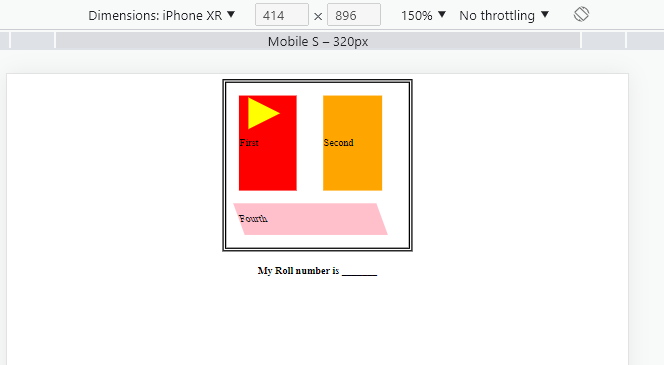 Dimensions: iPhone XR ▼ 414 × 896 150% ▼ No throttling ▼
Mobile S – 320px
First Second
Fourth
My Roll number is _______